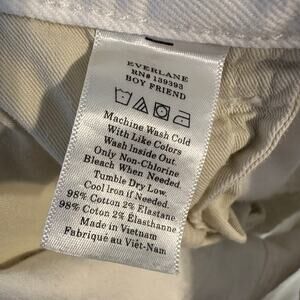 EVERLANE
RN# 139393
BOY FRIEND
Machine Wash Cold
With Like Colors
Wash Inside Out.
Only Non-Chlorine
Bleach When Needed.
Tumble Dry Low.
Cool iron if Needed.
98% Cotton 2% Elastane
98% Coton 2% Élasthanne
Made in Vietnam
Fabriqué au Viêt-Nam